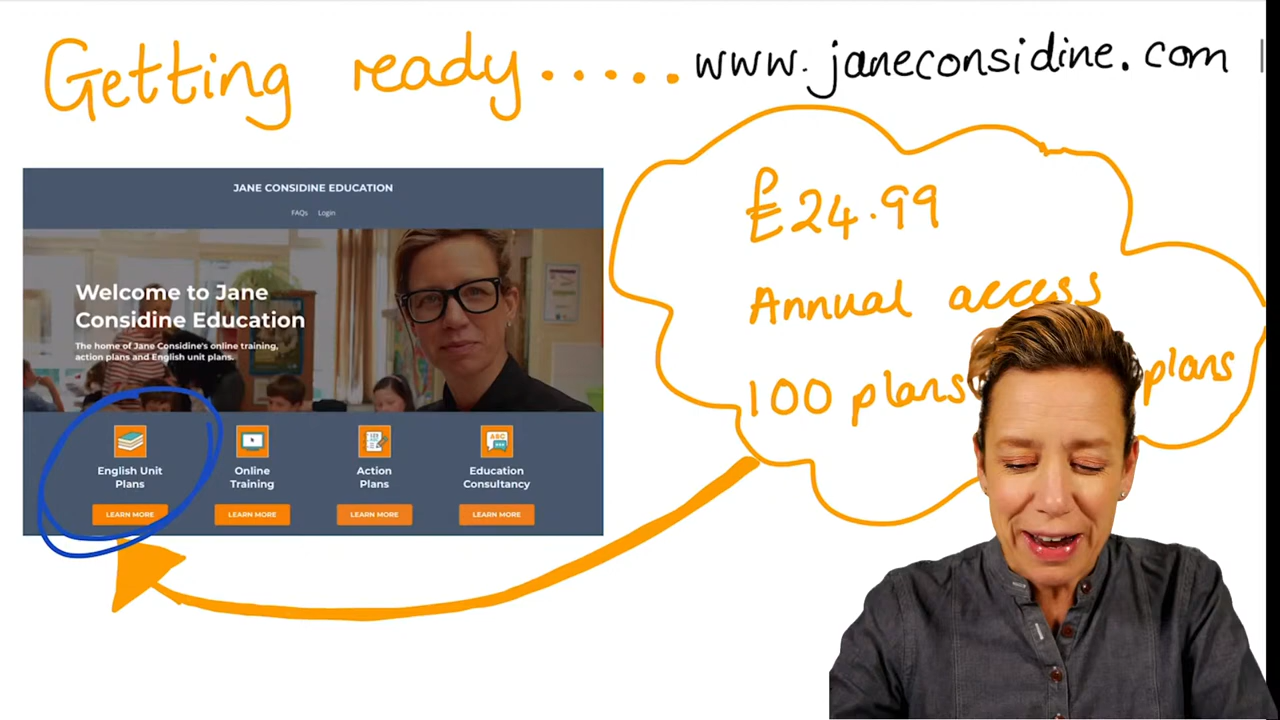 Getting ready..... www.janeconsidine.com
JANE CONSIDINE EDUCATION
FAQs Login
Welcome to Jane
Considine Education
The home of Jane Considine's online training,
action plans and English unit plans.
English Unit
Plans
LEARN MORE
Online
Training
LEARN MORE
Action
Plans
LEARN MORE
Education
Consultancy
LEARN MORE
£24.99
Annual access
100 plans plans